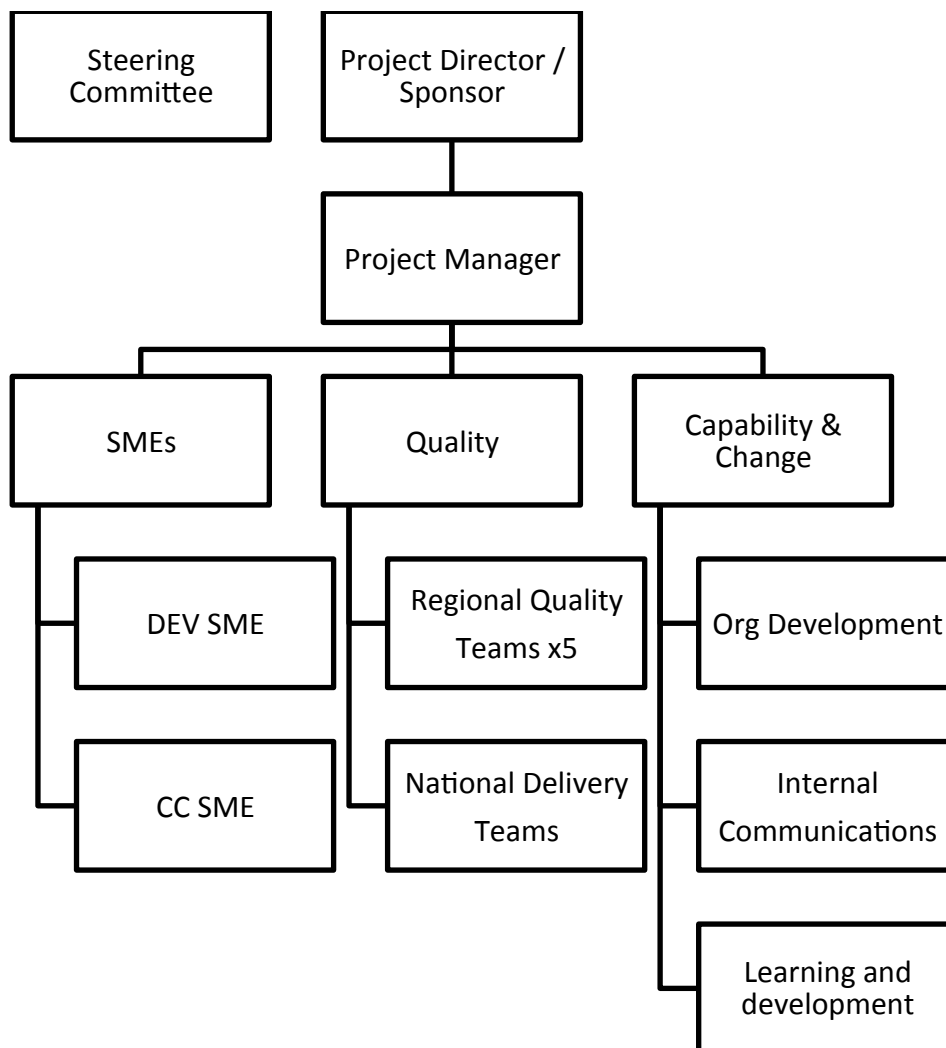 Steering
Committee
Project Director /
Sponsor
Project Manager
SMEs
Quality
Capability &
Change
DEV SME
Regional Quality
Teams x5
Org Development
CC SME
National Delivery
Teams
Internal
Communications
Learning and
development